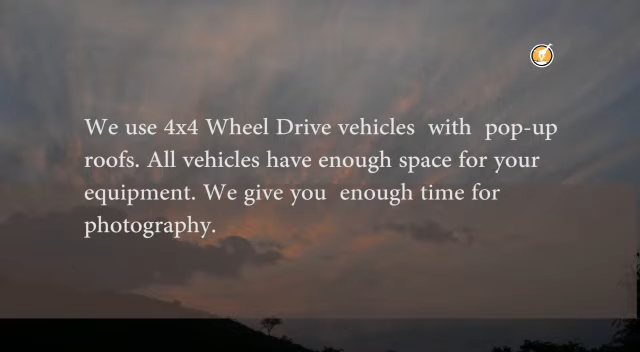 We use 4x4 Wheel Drive vehicles  with  pop-up
roofs. All vehicles have enough space for your
equipment. We give you  enough time for
photography.